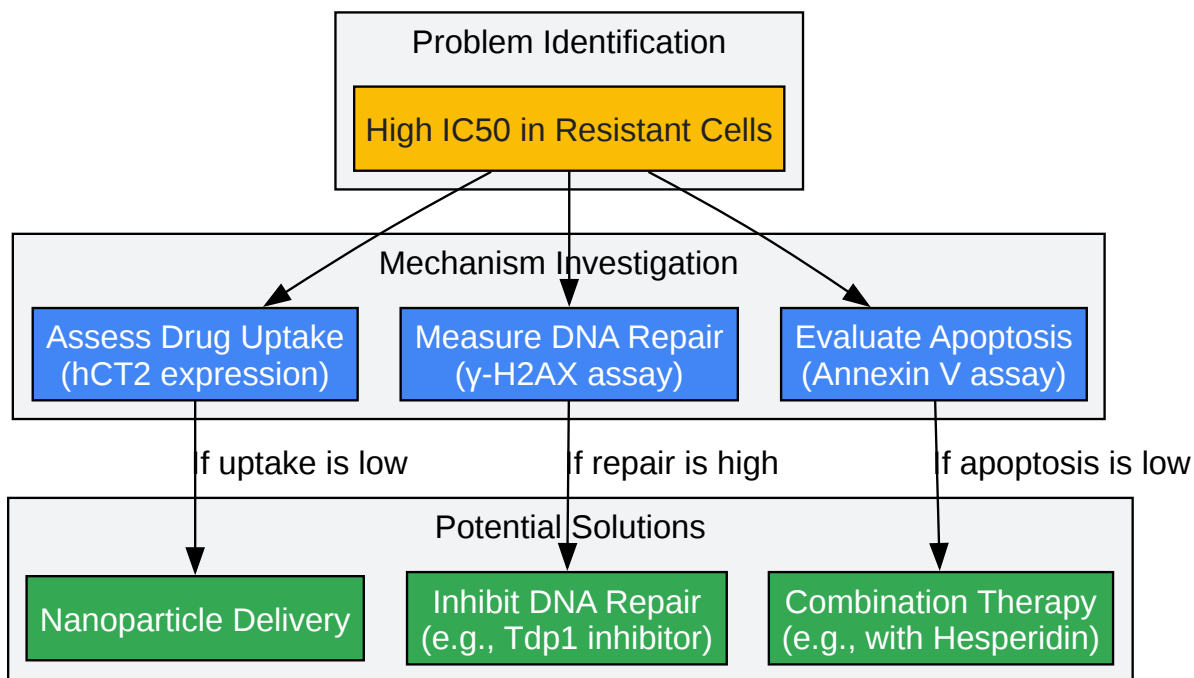 Problem Identification
High IC50 in Resistant Cells
Mechanism Investigation
Assess Drug Uptake
(hCT2 expression)
Measure DNA Repair
(γ-H2AX assay)
Evaluate Apoptosis
(Annexin V assay)
If uptake is low
If repair is high
If apoptosis is low
Potential Solutions
Nanoparticle Delivery
Inhibit DNA Repair
(e.g., Tdp1 inhibitor)
Combination Therapy
(e.g., with Hesperidin)